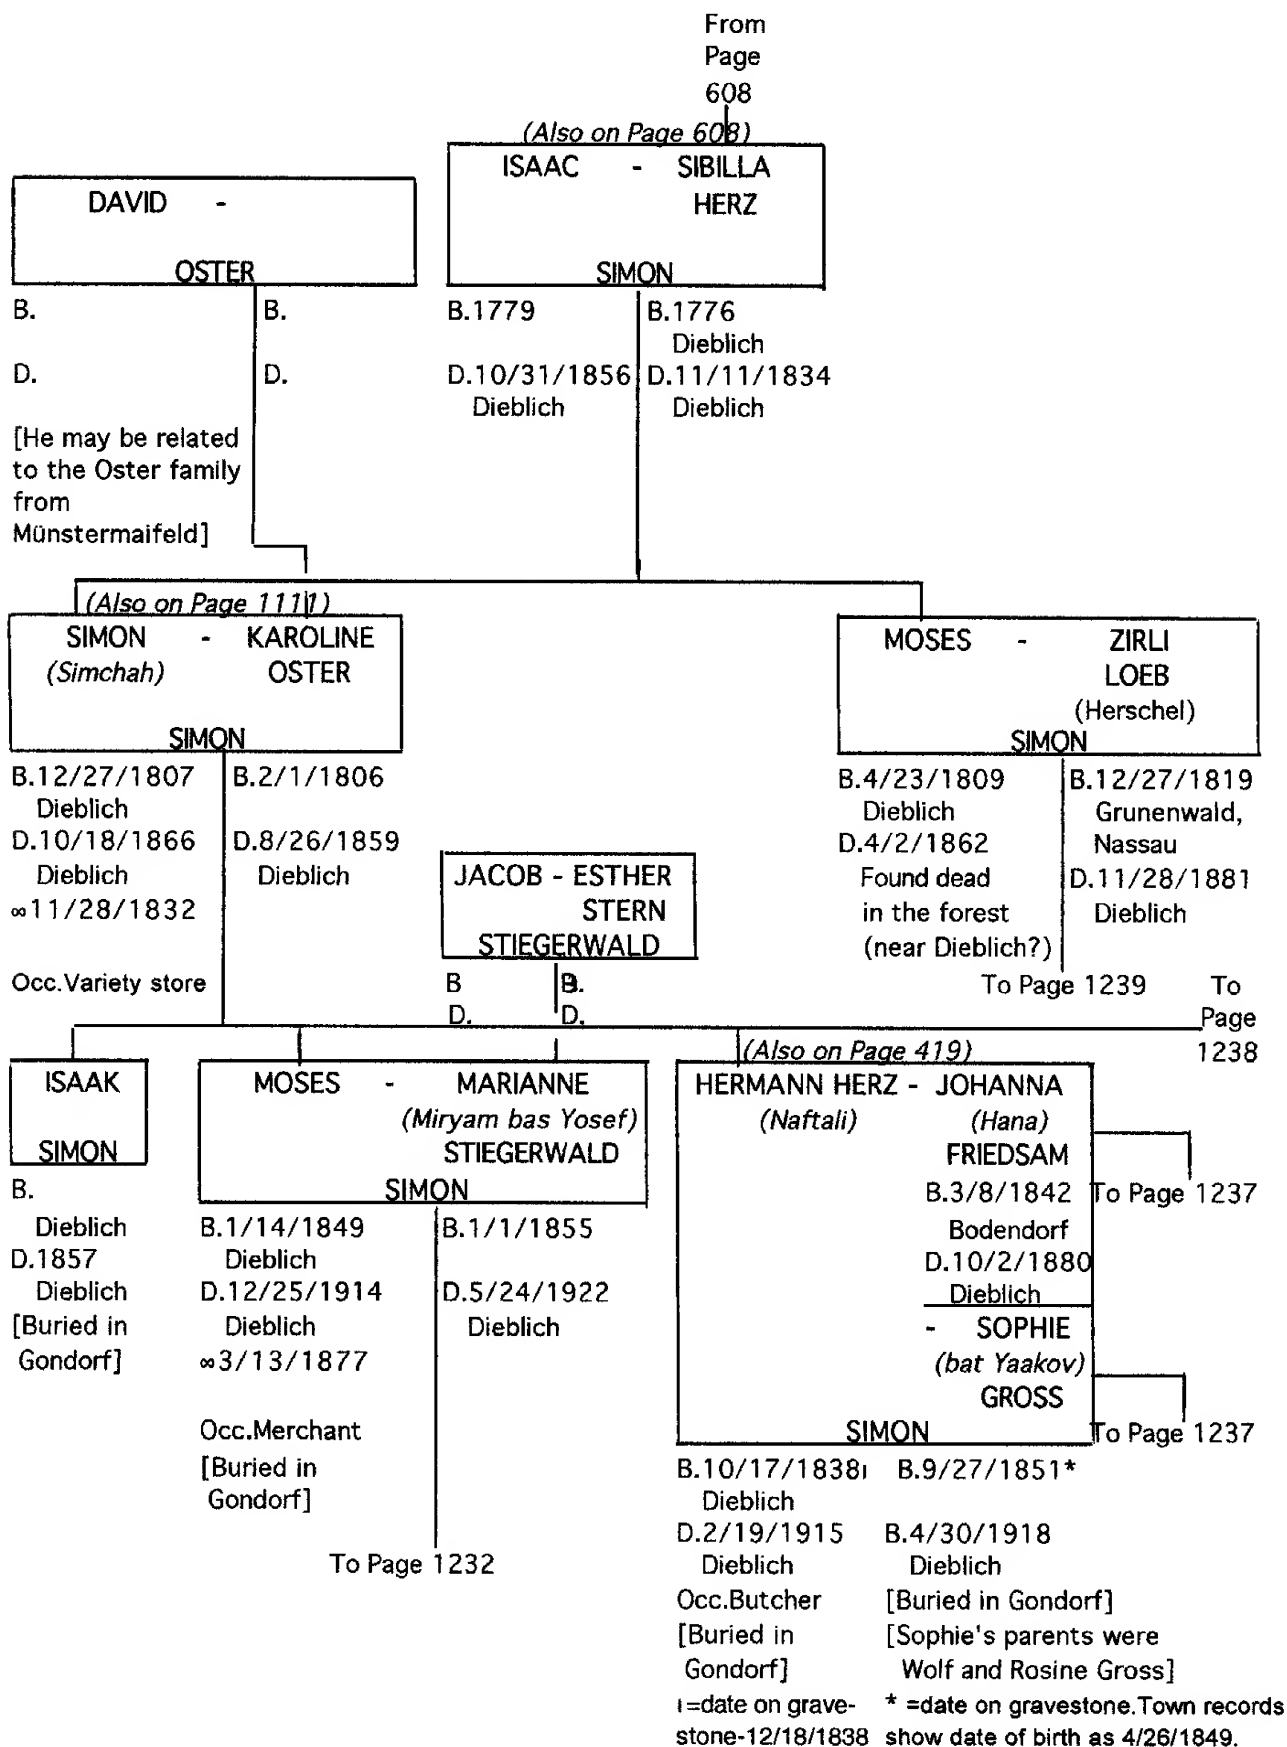 From
Page
608
(Also on Page 608)
ISAAC - SIBILLA
HERZ
SIMON
DAVID -
OSTER
B. B.
D. D.
[He may be related
to the Oster family
from
Münstermaifeld]
B.1779 B.1776
Dieblich
D.10/31/1856 D.11/11/1834
Dieblich Dieblich
(Also on Page 1111)
SIMON - KAROLINE
(Simchah) OSTER
SIMON
B.12/27/1807 B.2/1/1806
Dieblich
D.10/18/1866 D.8/26/1859
Dieblich Dieblich
∞11/28/1832
Occ.Variety store
MOSES - ZIRLI
LOEB
(Herschel)
SIMON
B.4/23/1809 B.12/27/1819
Dieblich Grunenwald,
D.4/2/1862 Nassau
Found dead D.11/28/1881
in the forest Dieblich
(near Dieblich?)
To Page 1239
To
Page
1238
JACOB - ESTHER
STERN
STIEGERWALD
B B.
D. D.
ISAAK
SIMON
B.
Dieblich
D.1857
Dieblich
[Buried in
Gondorf]
MOSES - MARIANNE
(Miryam bas Yosef)
STIEGERWALD
SIMON
B.1/14/1849 B.1/1/1855
Dieblich
D.12/25/1914 D.5/24/1922
Dieblich Dieblich
∞3/13/1877
Occ.Merchant
[Buried in
Gondorf]
To Page 1232
(Also on Page 419)
HERMANN HERZ - JOHANNA
(Naftali) (Hana)
FRIEDSAM
B.3/8/1842 To Page 1237
Bodendorf
D.10/2/1880
Dieblich
- SOPHIE
(bat Yaakov)
GROSS
SIMON To Page 1237
B.10/17/1838ı B.9/27/1851*
Dieblich
D.2/19/1915 B.4/30/1918
Dieblich Dieblich
Occ.Butcher [Buried in Gondorf]
[Buried in [Sophie's parents were
Gondorf] Wolf and Rosine Gross]
ı=date on grave- * =date on gravestone.Town records
stone-12/18/1838 show date of birth as 4/26/1849.